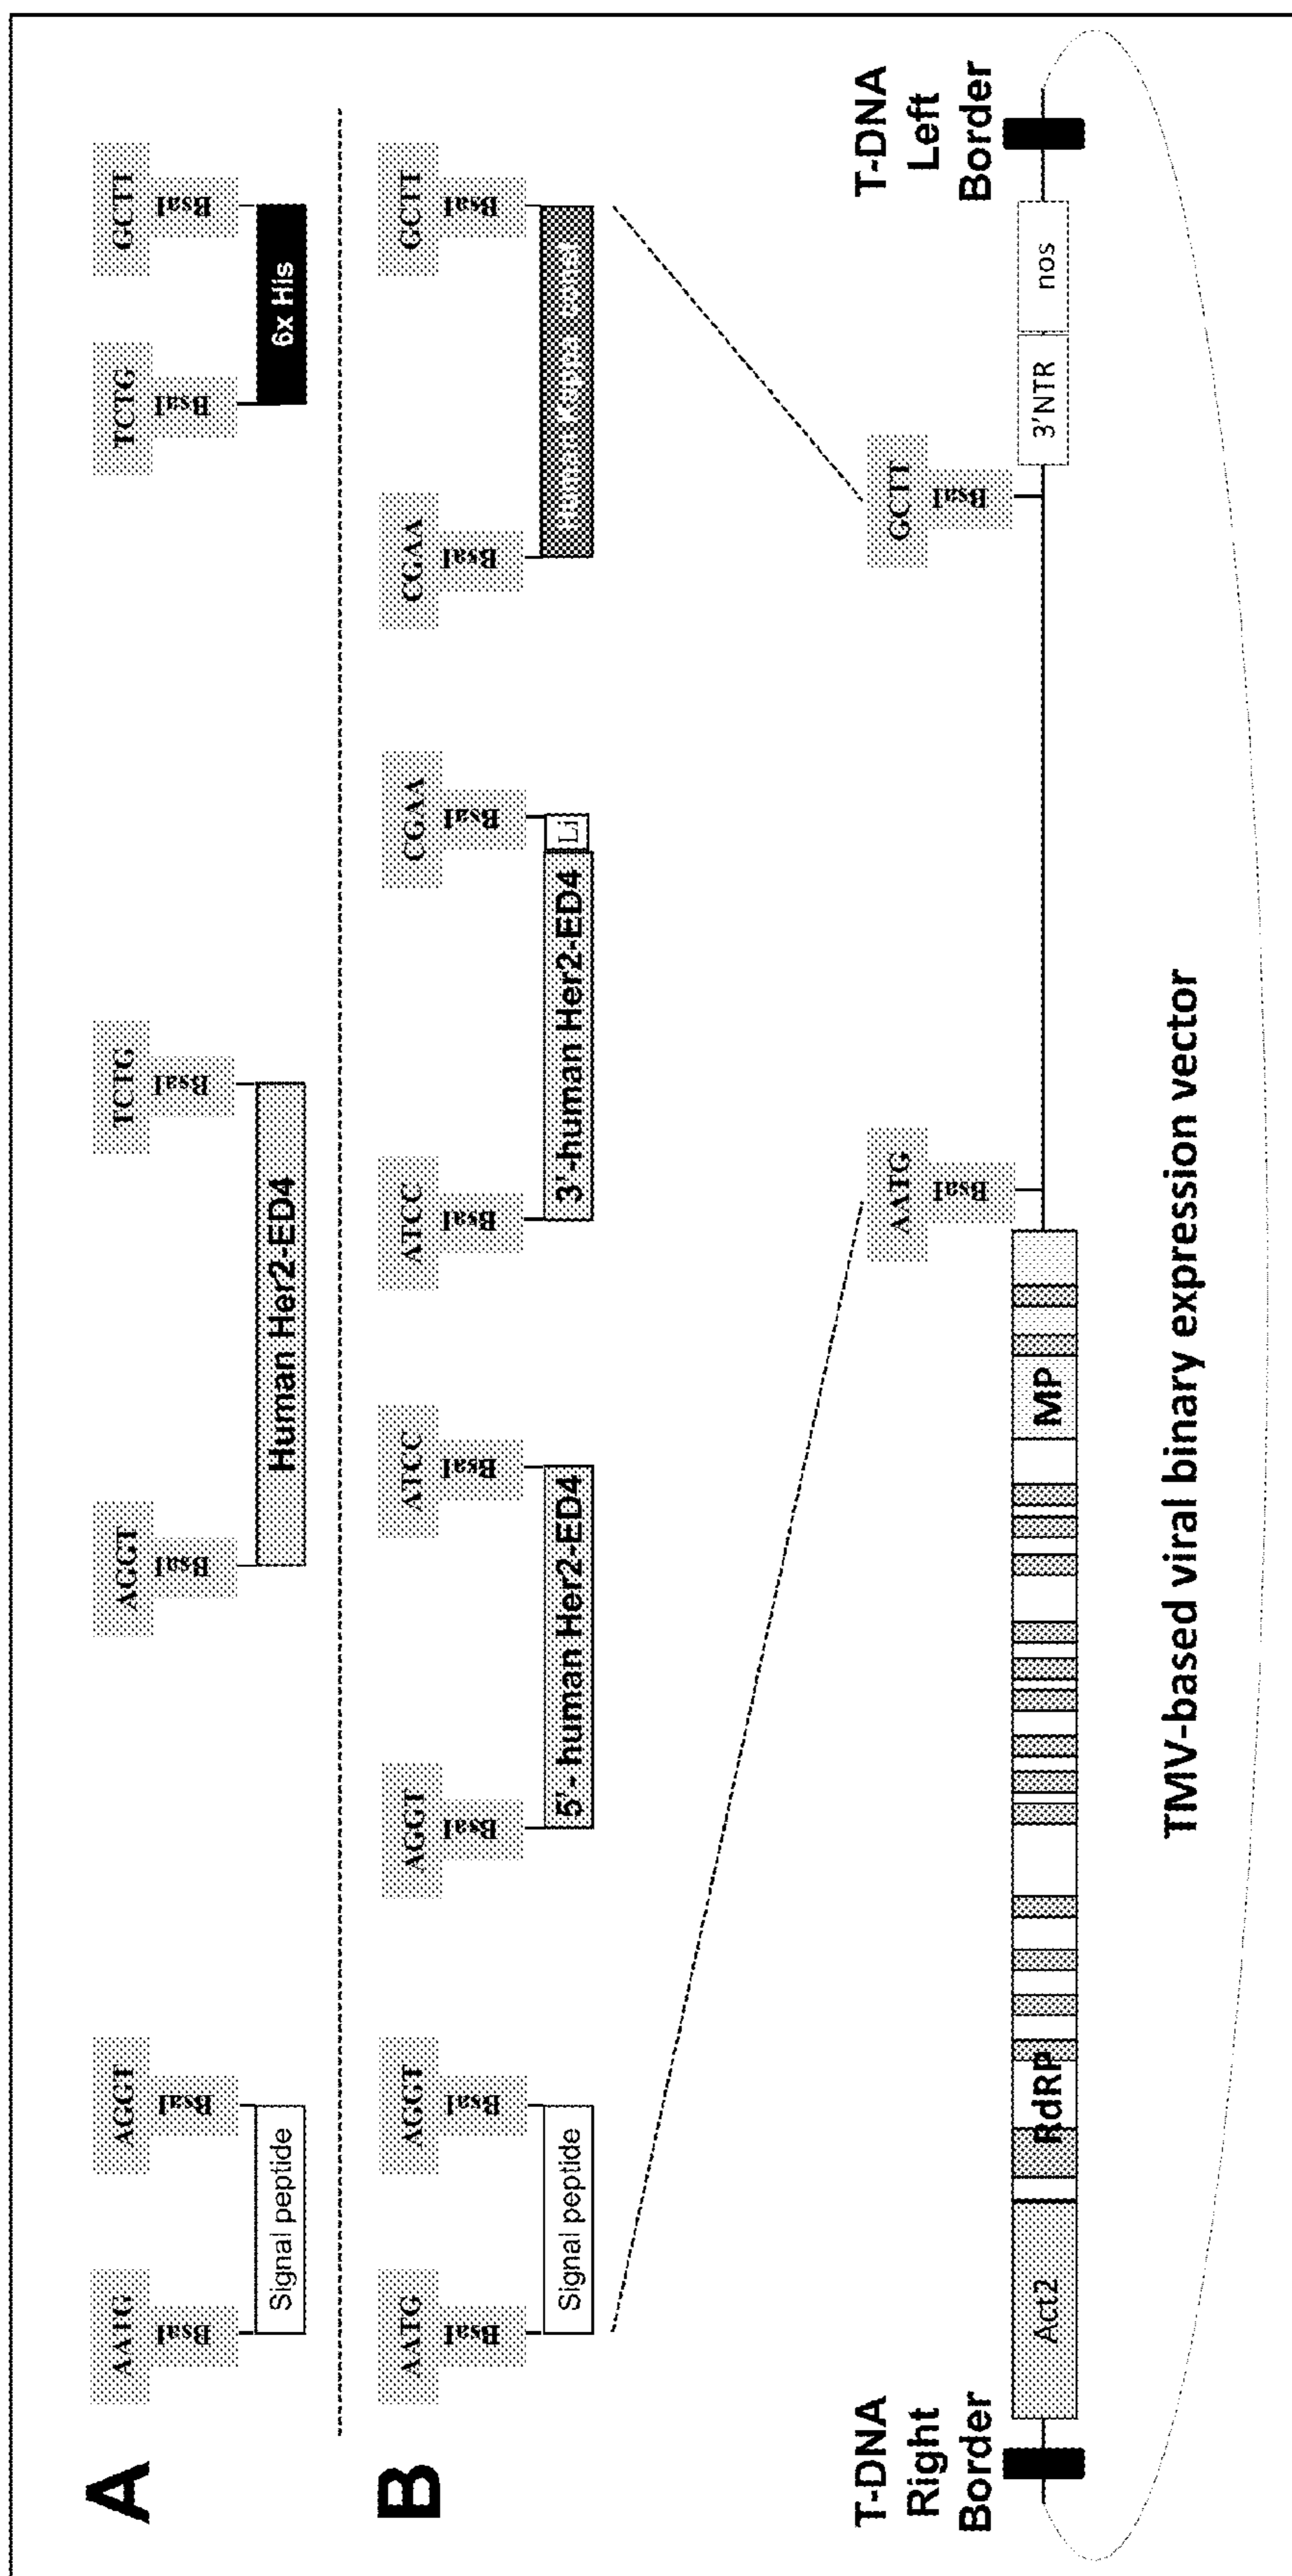 A
AATG
BsaI
AGGT
BsaI
Signal peptide
AGGT
BsaI
TCTG
BsaI
Human Her2-ED4
TCTG
BsaI
GCTT
BsaI
6x His
B
AATG
BsaI
AGGT
BsaI
Signal peptide
AGGT
BsaI
ATCC
BsaI
5'- human Her2-ED4
ATCC
BsaI
CGAA
BsaI
3'-human Her2-ED4
Li
CGAA
BsaI
GCTT
BsaI
Human Kappa
T-DNA
Right
Border
Act2
RdRP
MP
AATG
BsaI
GCTT
BsaI
3'NTR
nos
T-DNA
Left
Border
TMV-based viral binary expression vector